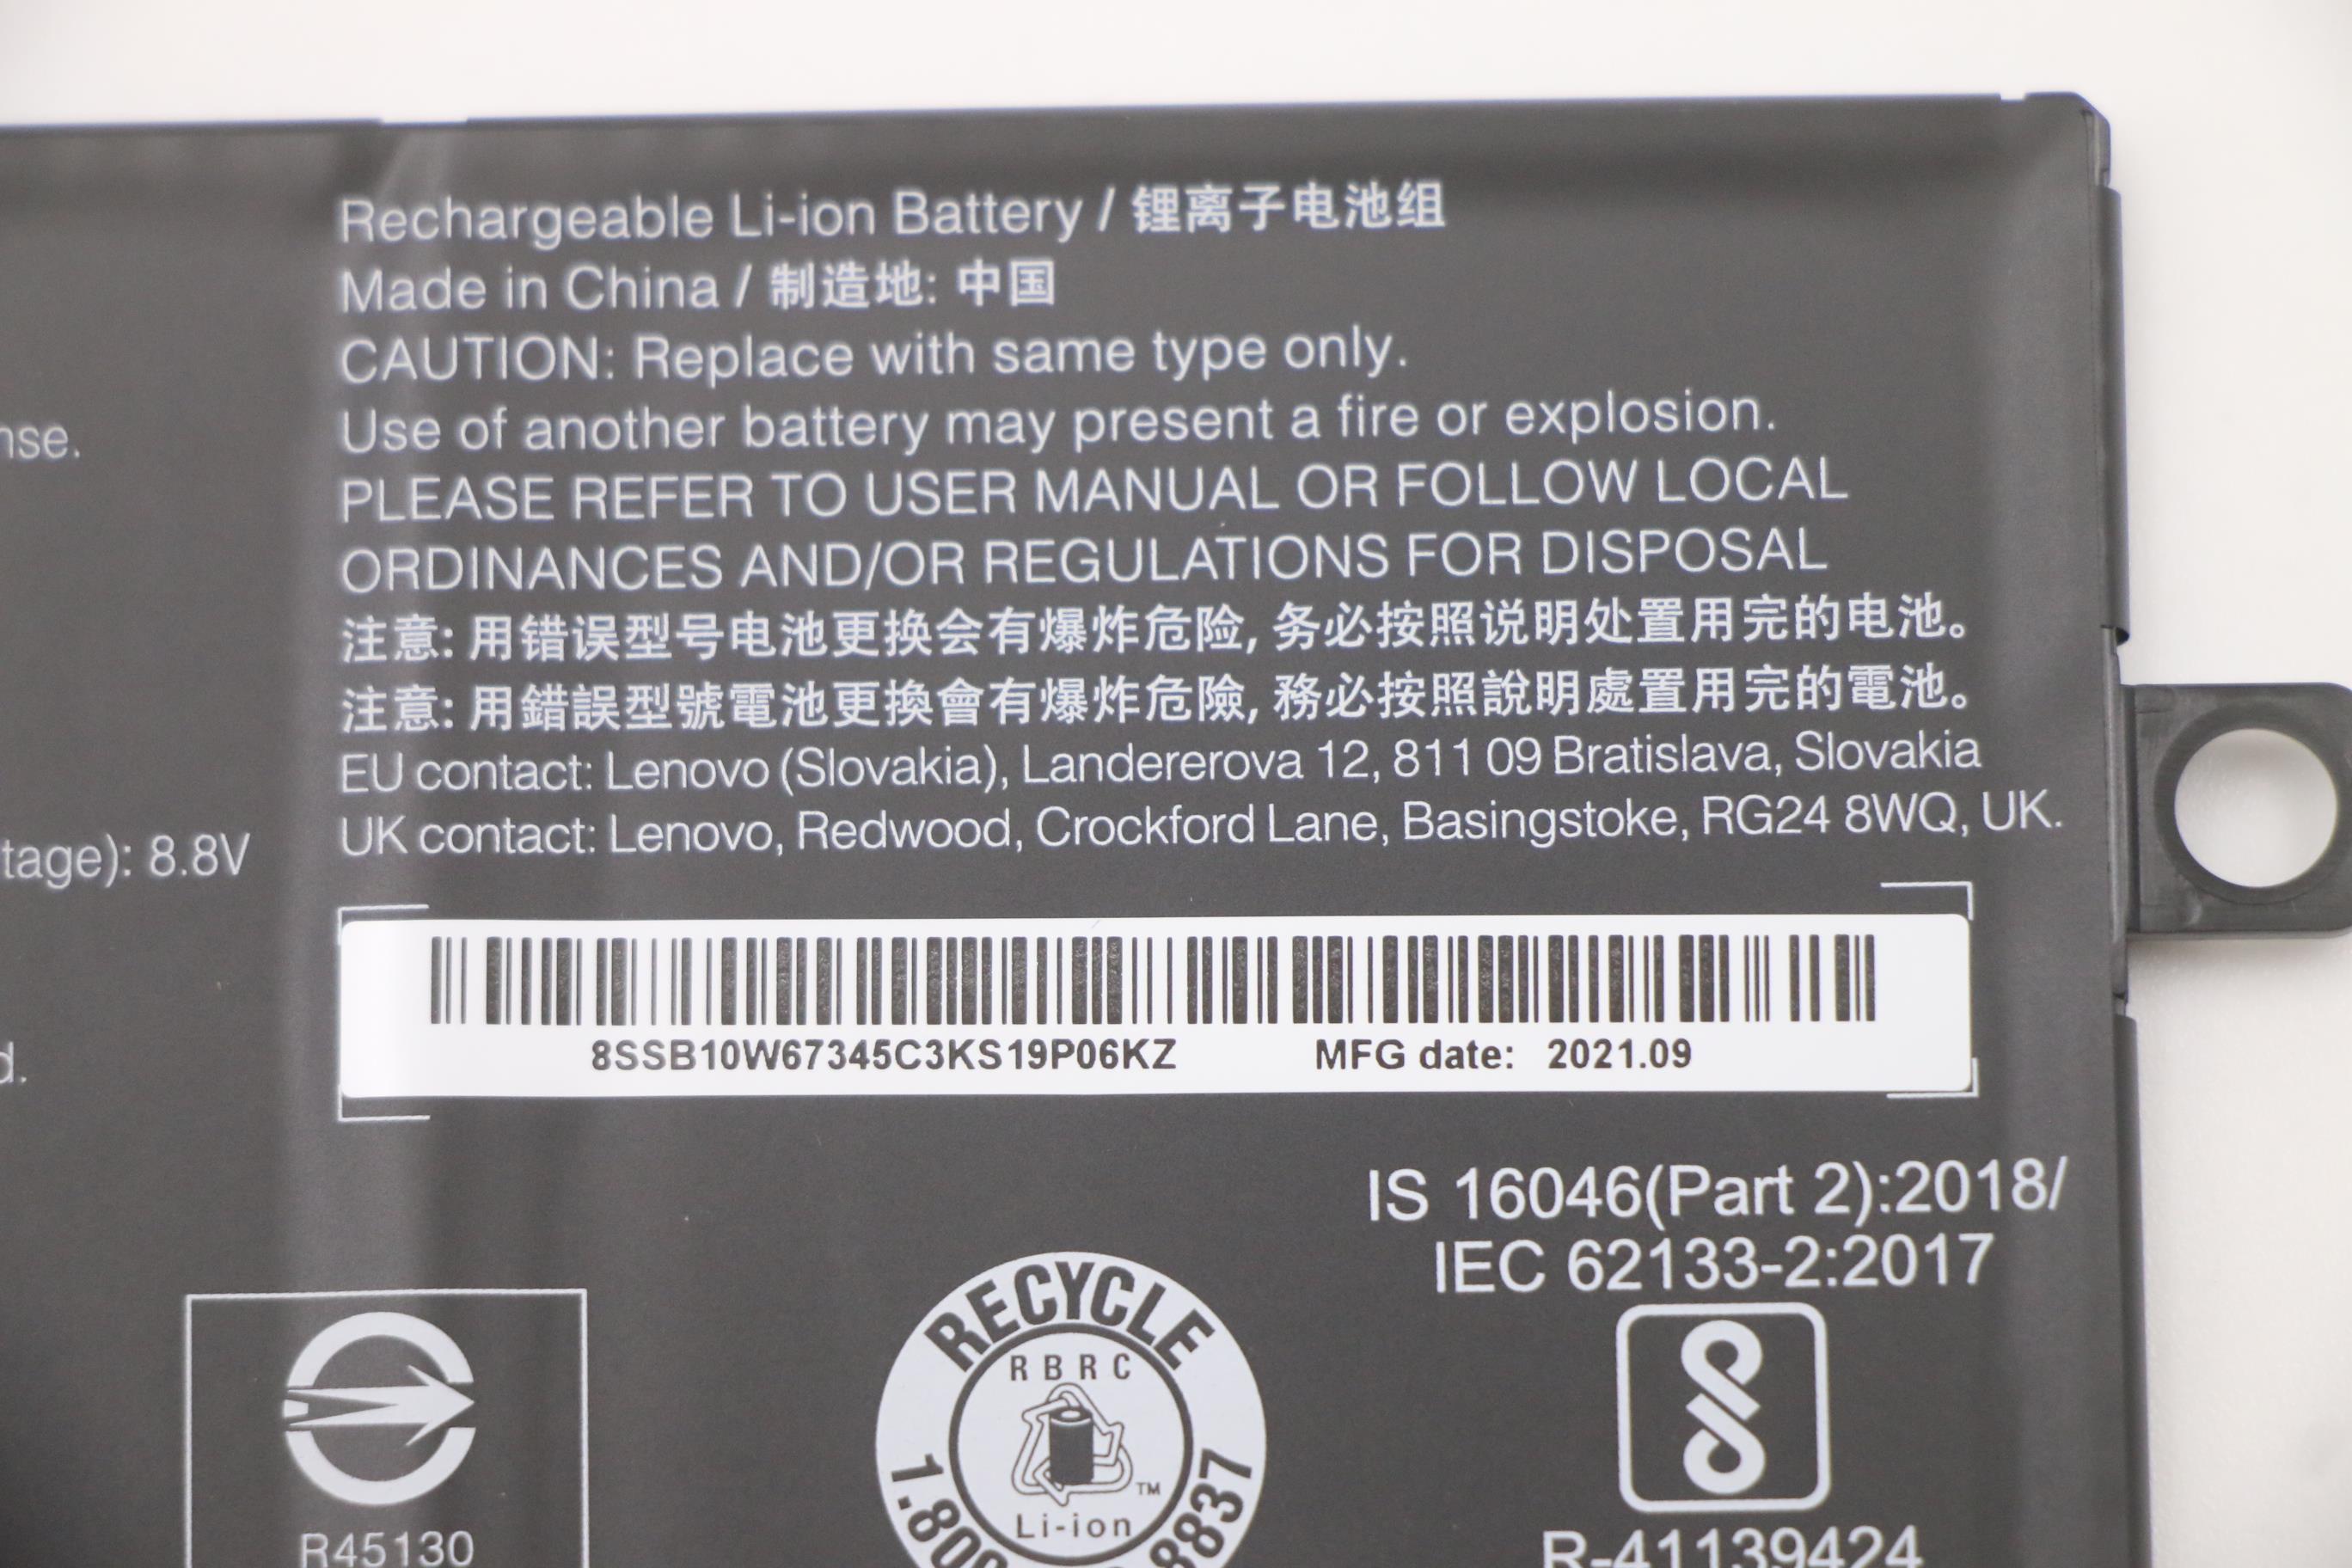 Rechargeable Li-ion Battery / 锂离子电池组
Made in China / 制造地: 中国
CAUTION: Replace with same type only.
Use of another battery may present a fire or explosion.
PLEASE REFER TO USER MANUAL OR FOLLOW LOCAL
ORDINANCES AND/OR REGULATIONS FOR DISPOSAL
注意: 用错误型号电池更换会有爆炸危险, 务必按照说明处置用完的电池。
注意: 用錯誤型號電池更換會有爆炸危險, 務必按照說明處置用完的電池。
EU contact: Lenovo (Slovakia), Landererova 12, 811 09 Bratislava, Slovakia
UK contact: Lenovo, Redwood, Crockford Lane, Basingstoke, RG24 8WQ, UK.
8.8V
8SSB10W67345C3KS19P06KZ MFG date: 2021.09
IS 16046(Part 2):2018/
IEC 62133-2:2017
RECYCLE
RBRC
TM
Li-ion
R45130
R-41139424